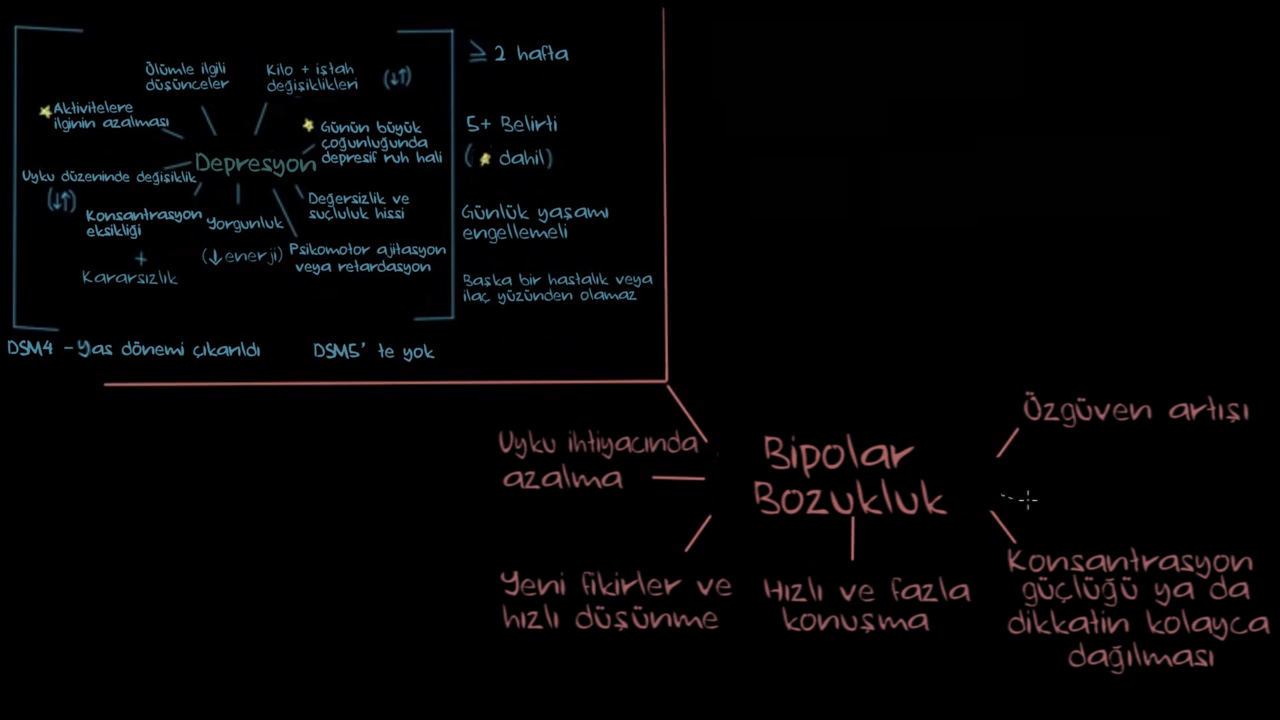 Ölümle ilgili
düşünceler
Kilo + iştah
değişiklikleri (↓↑)
Aktivitelere
ilginin azalması
Günün büyük
çoğunluğunda
depresif ruh hali
Depresyon
Uyku düzeninde değişiklik
(↓↑)
Konsantrasyon
eksikliği
+
Kararsızlık
Yorgunluk
(↓enerji)
Değersizlik ve
suçluluk hissi
Psikomotor ajitasyon
veya retardasyon
≥ 2 hafta
5+ Belirti
(★ dahil)
Günlük yaşamı
engellemeli
Başka bir hastalık veya
ilaç yüzünden olamaz
DSM4 - Yas dönemi çıkarıldı
DSM5' te yok
Bipolar
Bozukluk
Uyku ihtiyacında
azalma
Yeni fikirler ve
hızlı düşünme
Hızlı ve fazla
konuşma
Özgüven artışı
Konsantrasyon
güçlüğü ya da
dikkatin kolayca
dağılması